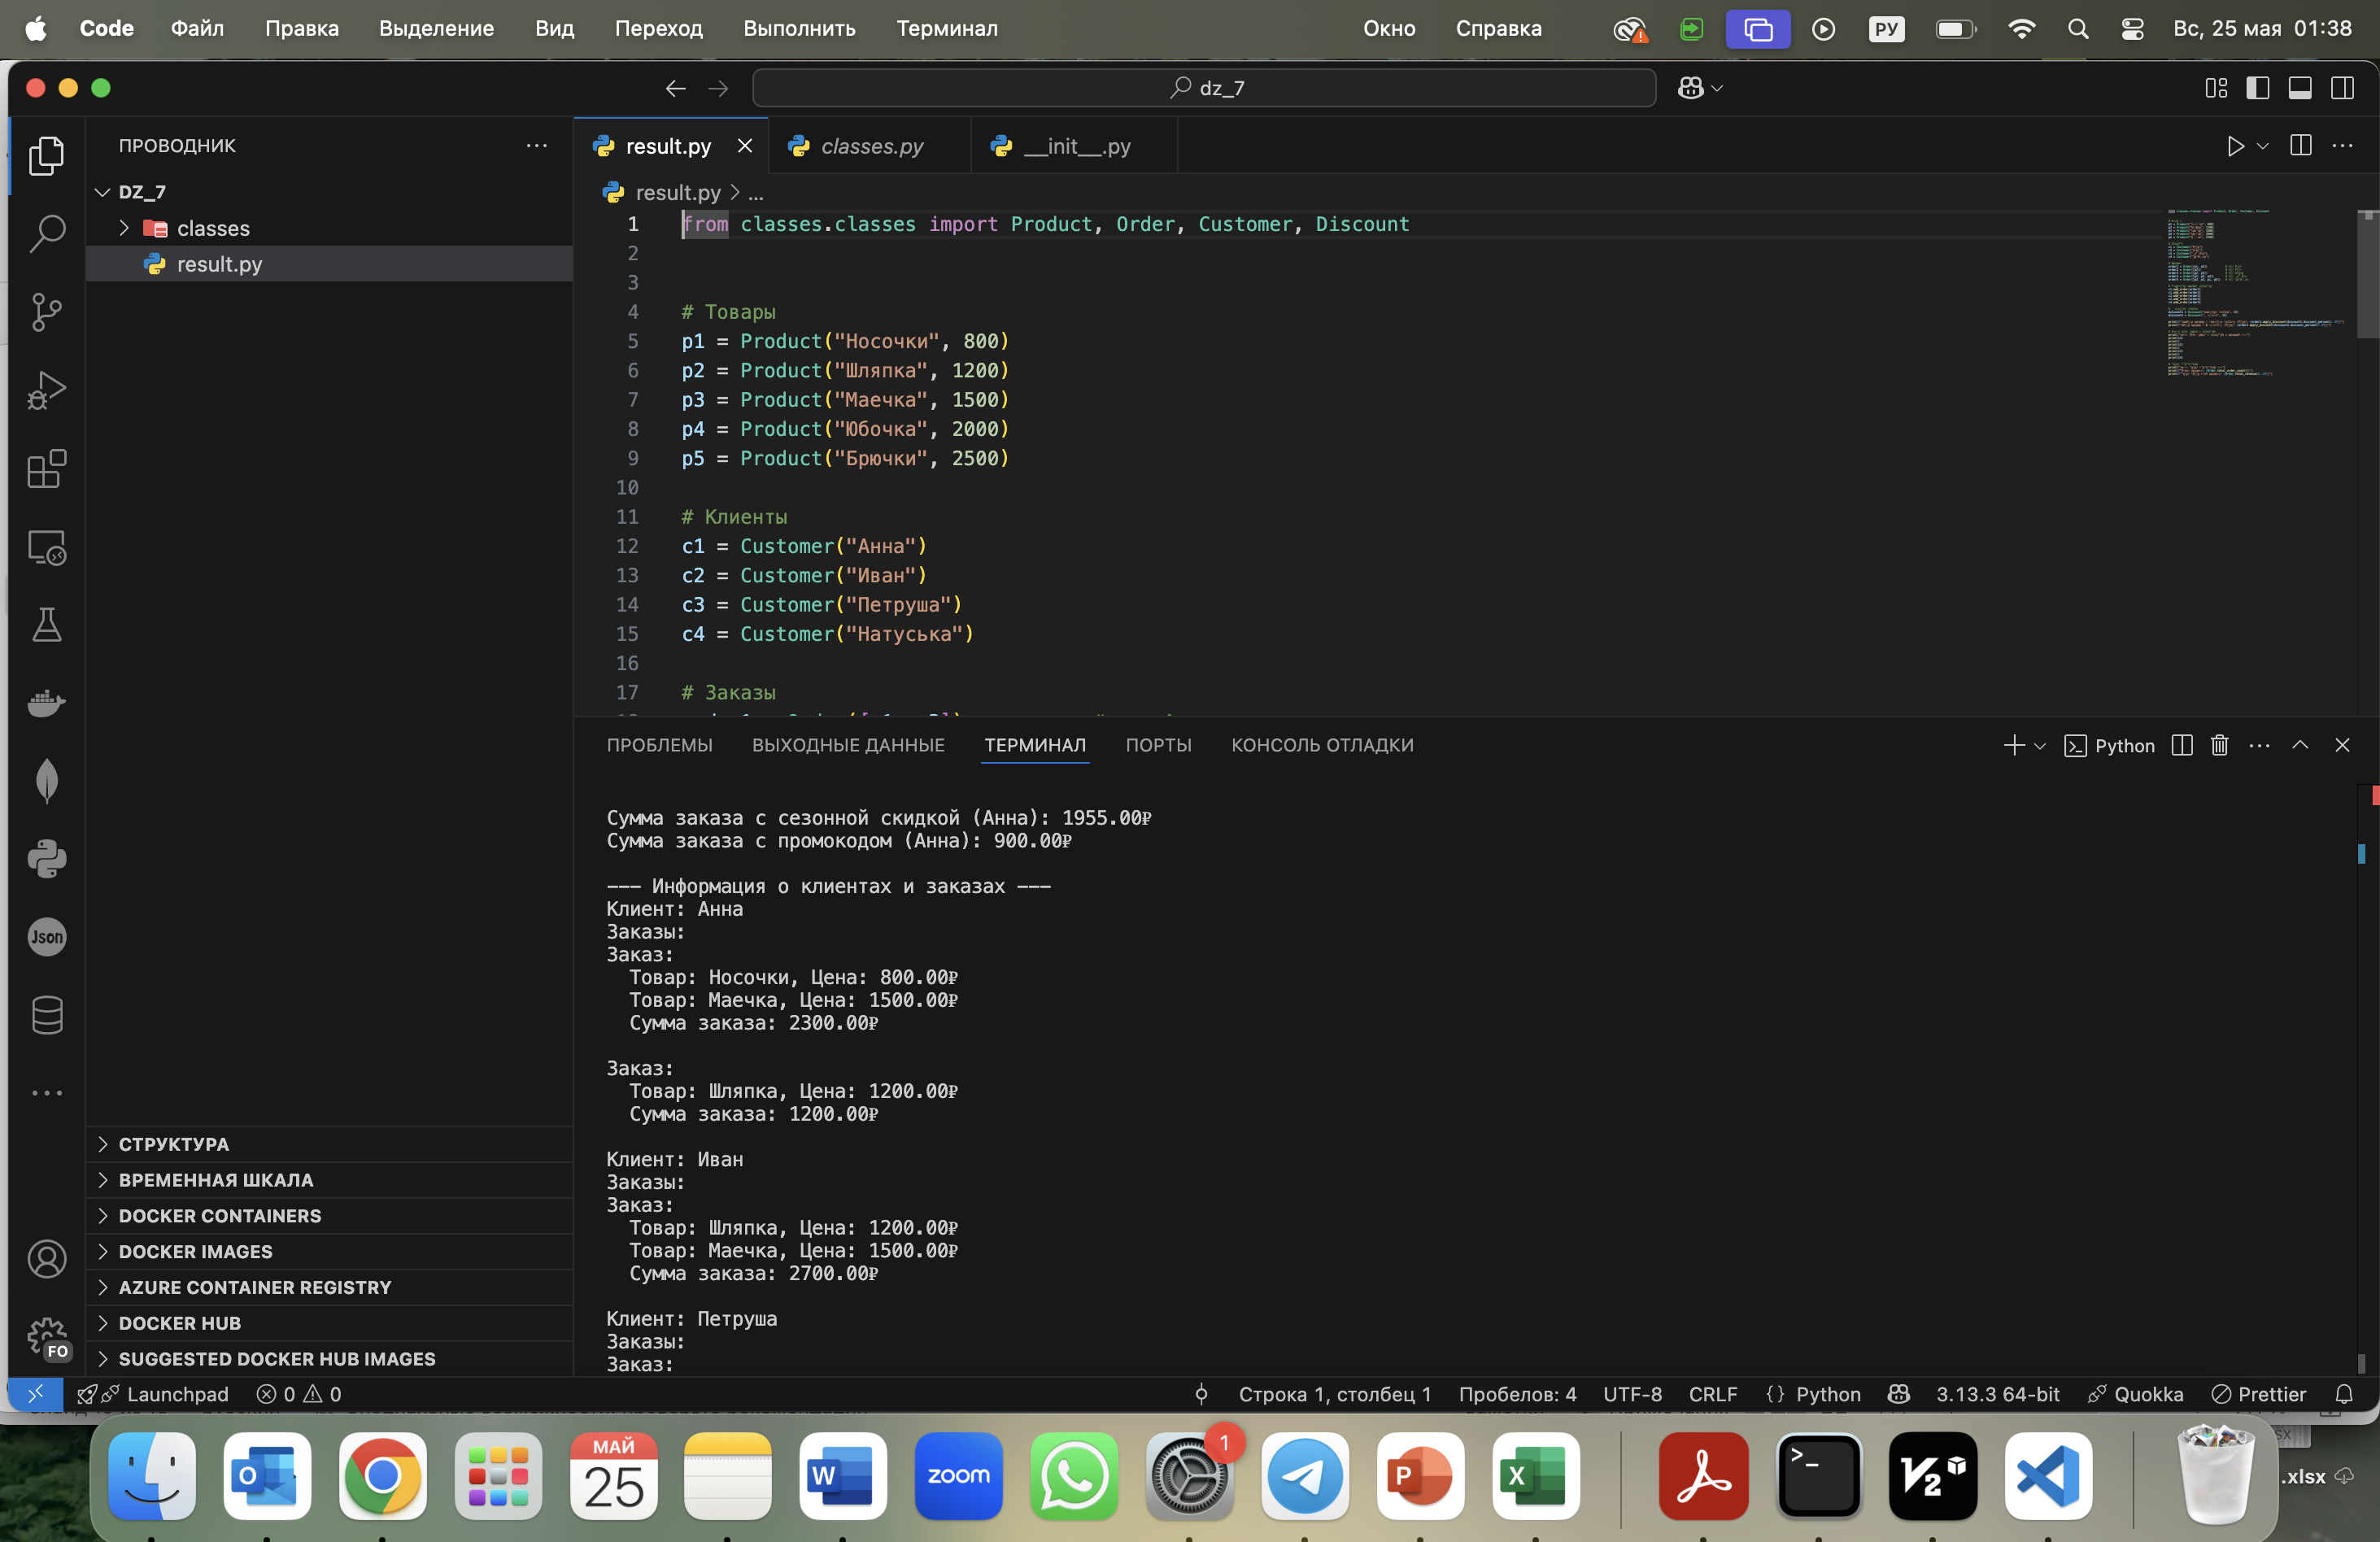 Code Файл Правка Выделение Вид Переход Выполнить Терминал Окно Справка РУ Вс, 25 мая 01:38
dz_7
ПРОВОДНИК
result.py classes.py __init__.py
DZ_7
result.py > ...
classes
result.py
1 from classes.classes import Product, Order, Customer, Discount
2
3
4 # Товары
5 p1 = Product("Носочки", 800)
6 p2 = Product("Шляпка", 1200)
7 p3 = Product("Маечка", 1500)
8 p4 = Product("Юбочка", 2000)
9 p5 = Product("Брючки", 2500)
10
11 # Клиенты
12 c1 = Customer("Анна")
13 c2 = Customer("Иван")
14 c3 = Customer("Петруша")
15 c4 = Customer("Натуська")
16
17 # Заказы
ПРОБЛЕМЫ ВЫХОДНЫЕ ДАННЫЕ ТЕРМИНАЛ ПОРТЫ КОНСОЛЬ ОТЛАДКИ Python
Сумма заказа с сезонной скидкой (Анна): 1955.00₽
Сумма заказа с промокодом (Анна): 900.00₽
--- Информация о клиентах и заказах ---
Клиент: Анна
Заказы:
Заказ:
Товар: Носочки, Цена: 800.00₽
Товар: Маечка, Цена: 1500.00₽
Сумма заказа: 2300.00₽
Заказ:
Товар: Шляпка, Цена: 1200.00₽
Сумма заказа: 1200.00₽
Клиент: Иван
Заказы:
Заказ:
Товар: Шляпка, Цена: 1200.00₽
Товар: Маечка, Цена: 1500.00₽
Сумма заказа: 2700.00₽
Клиент: Петруша
Заказы:
Заказ:
Json
СТРУКТУРА
ВРЕМЕННАЯ ШКАЛА
DOCKER CONTAINERS
DOCKER IMAGES
AZURE CONTAINER REGISTRY
DOCKER HUB
SUGGESTED DOCKER HUB IMAGES
FO
Launchpad 0 0 Строка 1, столбец 1 Пробелов: 4 UTF-8 CRLF {} Python 3.13.3 64-bit Quokka Prettier
МАЙ
25
O
W
zoom
1
P
X
>_
V2
.xlsx